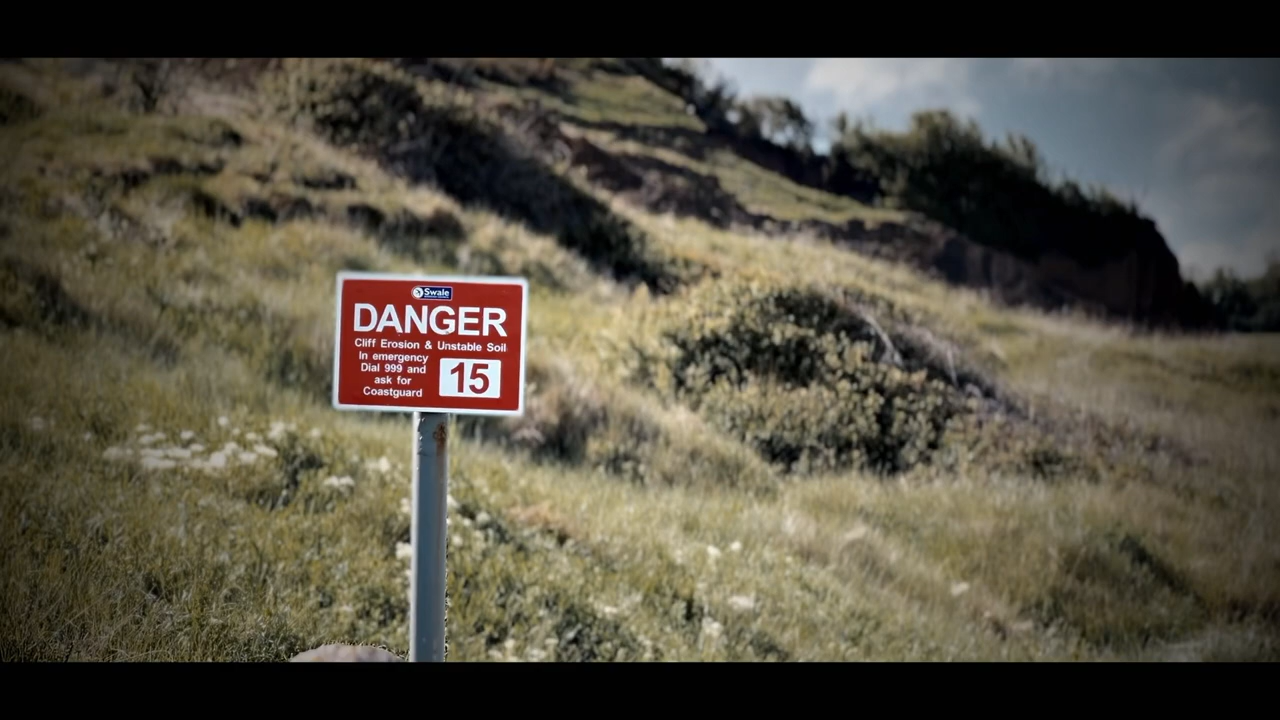 Swale
DANGER
Cliff Erosion & Unstable Soil
In emergency
Dial 999 and
ask for
Coastguard
15